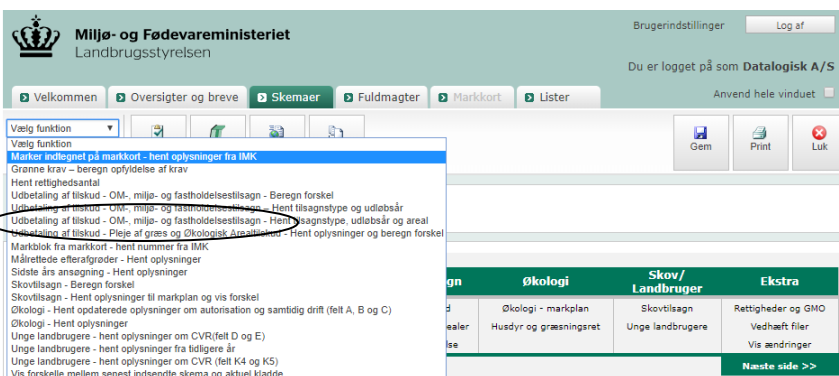 Miljø- og Fødevareministeriet
Landbrugsstyrelsen
Brugerindstillinger
Log af
Du er logget på som Datalogisk A/S
Velkommen
Oversigter og breve
Skemaer
Fuldmagter
Markkort
Lister
Anvend hele vinduet
Vælg funktion
Gem
Print
Luk
Vælg funktion
Marker indtegnet på markkort - hent oplysninger fra IMK
Grønne krav – beregn opfyldelse af krav
Hent rettighedsantal
Udbetaling af tilskud - OM-, miljø- og fastholdelsestilsagn - Beregn forskel
Udbetaling af tilskud - OM-, miljø- og fastholdelsestilsagn – Hent tilsagnstype og udløbsår
Udbetaling af tilskud - OM-, miljø- og fastholdelsestilsagn - Hent tilsagnstype, udløbsår og areal
Udbetaling af tilskud - Pleje af græs og Økologisk Arealtilskud - Hent oplysninger og beregn forskel
Markblok fra markkort - hent nummer fra IMK
Målrettede efterafgrøder - Hent oplysninger
Sidste års ansøgning - Hent oplysninger
Skovtilsagn - Beregn forskel
Skovtilsagn - Hent oplysninger til markplan og vis forskel
Økologi - Hent opdaterede oplysninger om autorisation og samtidig drift (felt A, B og C)
Økologi - Hent oplysninger
Unge landbrugere - hent oplysninger om CVR(felt D og E)
Unge landbrugere - hent oplysninger fra tidligere år
Unge landbrugere - hent oplysninger om CVR (felt K4 og K5)
Vis forskelle mellem senest indsendte skema og aktuel kladde
gn
Økologi
Skov/
Landbruger
Ekstra
d
Økologi - markplan
Skovtilsagn
Rettigheder og GMO
ealer
Husdyr og græsningsret
Unge landbrugere
Vedhæft filer
lse
Vis ændringer
Næste side >>